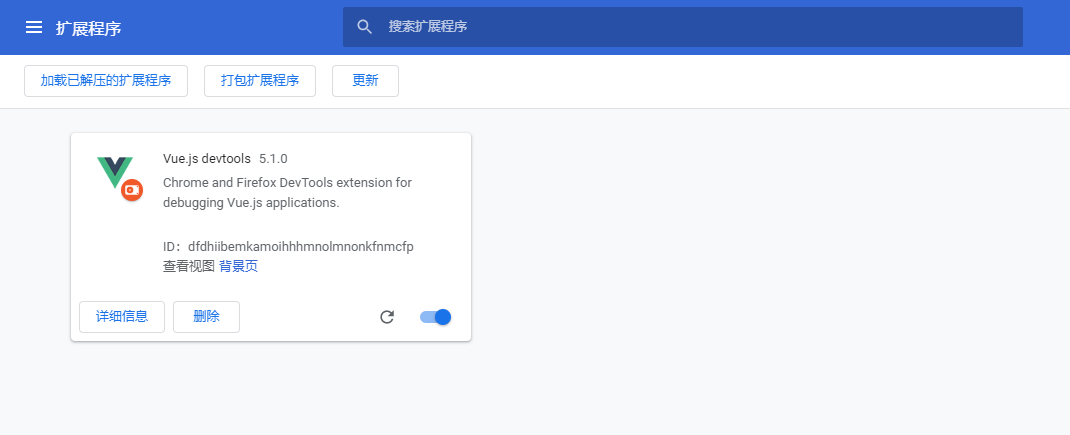 扩展程序
搜索扩展程序
加载已解压的扩展程序
打包扩展程序
更新
Vue.js devtools 5.1.0
Chrome and Firefox DevTools extension for
debugging Vue.js applications.
ID：dfdhiibemkamoihhhmnolmnonkfnmcfp
查看视图 背景页
详细信息
删除